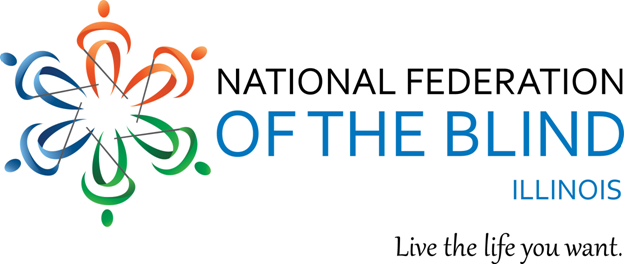 NATIONAL FEDERATION
OF THE BLIND
ILLINOIS
Live the life you want.